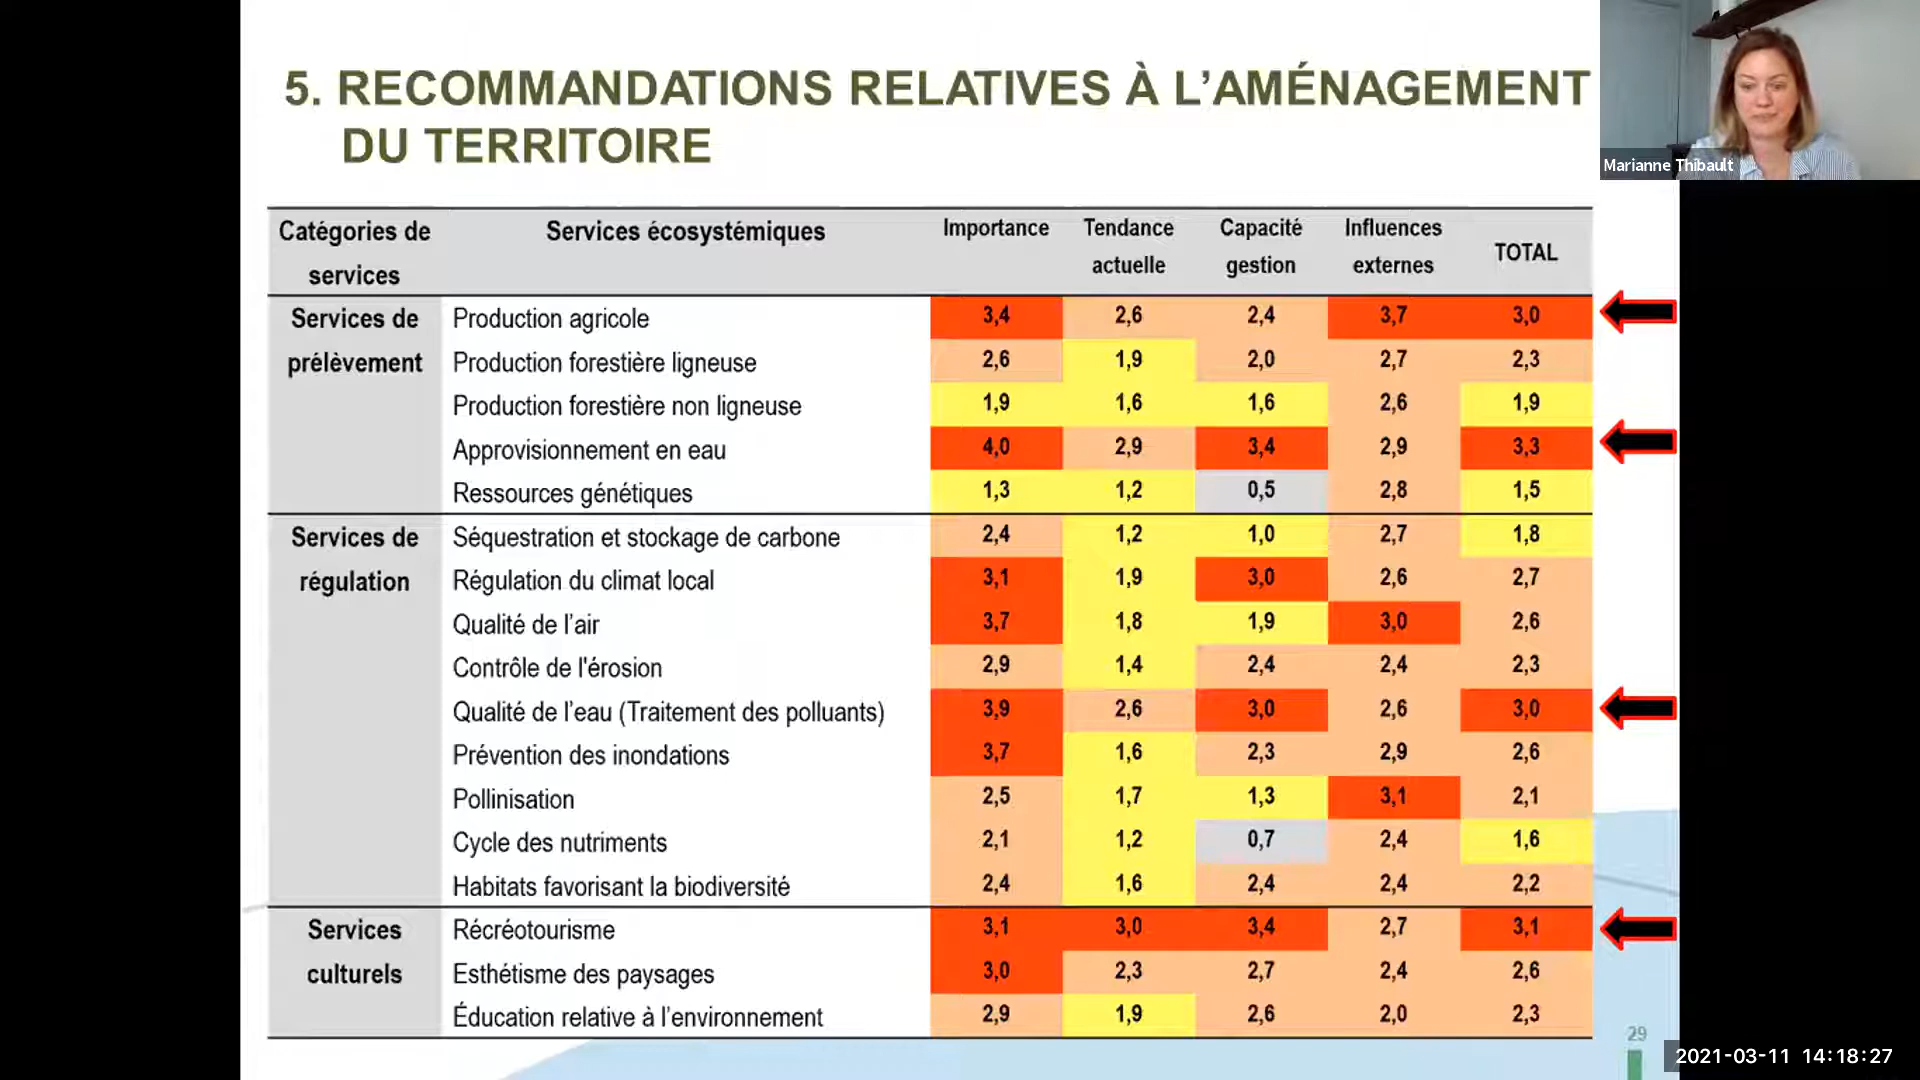 5. RECOMMANDATIONS RELATIVES À L’AMÉNAGEMENT
DU TERRITOIRE
Marianne Thibault
Catégories de services Services écosystémiques Importance Tendance actuelle Capacité gestion Influences externes TOTAL
Services de prélèvement
Production agricole 3,4 2,6 2,4 3,7 3,0
Production forestière ligneuse 2,6 1,9 2,0 2,7 2,3
Production forestière non ligneuse 1,9 1,6 1,6 2,6 1,9
Approvisionnement en eau 4,0 2,9 3,4 2,9 3,3
Ressources génétiques 1,3 1,2 0,5 2,8 1,5
Services de régulation
Séquestration et stockage de carbone 2,4 1,2 1,0 2,7 1,8
Régulation du climat local 3,1 1,9 3,0 2,6 2,7
Qualité de l’air 3,7 1,8 1,9 3,0 2,6
Contrôle de l'érosion 2,9 1,4 2,4 2,4 2,3
Qualité de l’eau (Traitement des polluants) 3,9 2,6 3,0 2,6 3,0
Prévention des inondations 3,7 1,6 2,3 2,9 2,6
Pollinisation 2,5 1,7 1,3 3,1 2,1
Cycle des nutriments 2,1 1,2 0,7 2,4 1,6
Habitats favorisant la biodiversité 2,4 1,6 2,4 2,4 2,2
Services culturels
Récréotourisme 3,1 3,0 3,4 2,7 3,1
Esthétisme des paysages 3,0 2,3 2,7 2,4 2,6
Éducation relative à l’environnement 2,9 1,9 2,6 2,0 2,3
29
2021-03-11 14:18:27